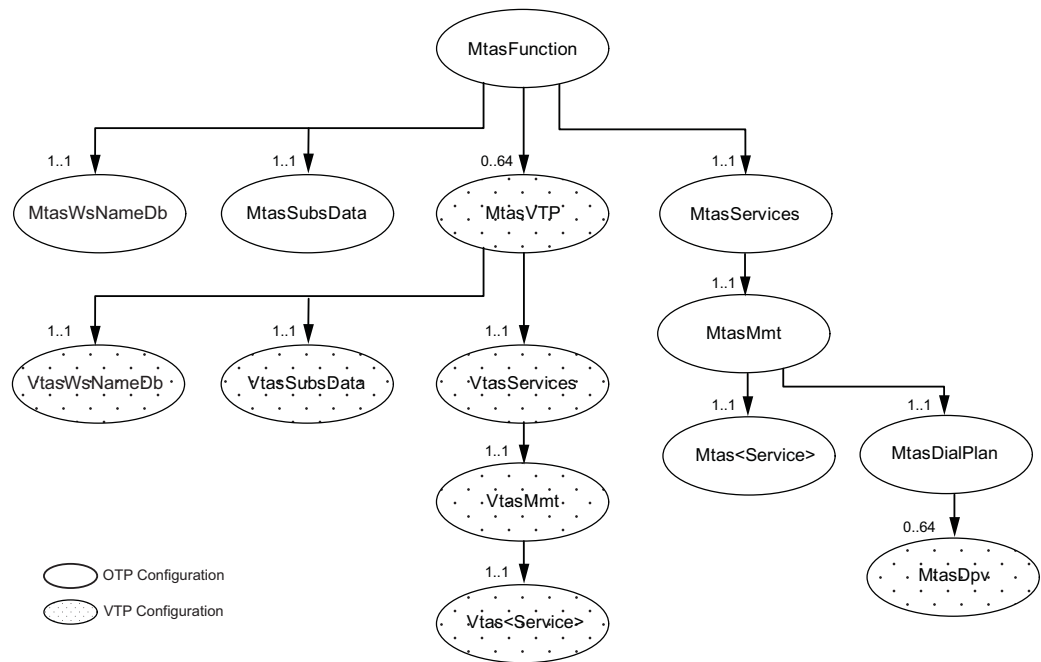 MtasFunction
1..1
1..1
0..64
1..1
MtasWsNameDb
MtasSubsData
MtasVTP
MtasServices
1..1
MtasMmt
1..1
1..1
1..1
VtasWsNameDb
VtasSubsData
VtasServices
1..1
1..1
Mtas<Service>
MtasDialPlan
1..1
VtasMmt
0..64
MtasDpv
1..1
Vtas<Service>
OTP Configuration
VTP Configuration